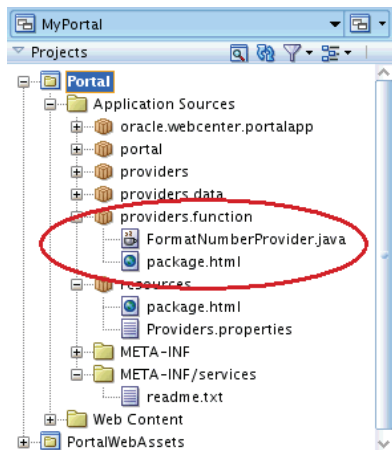 MyPortal
Projects
Portal
Application Sources
oracle.webcenter.portalapp
portal
providers
providers.data
providers.function
FormatNumberProvider.java
package.html
resources
package.html
Providers.properties
META-INF
META-INF/services
readme.txt
Web Content
PortalWebAssets